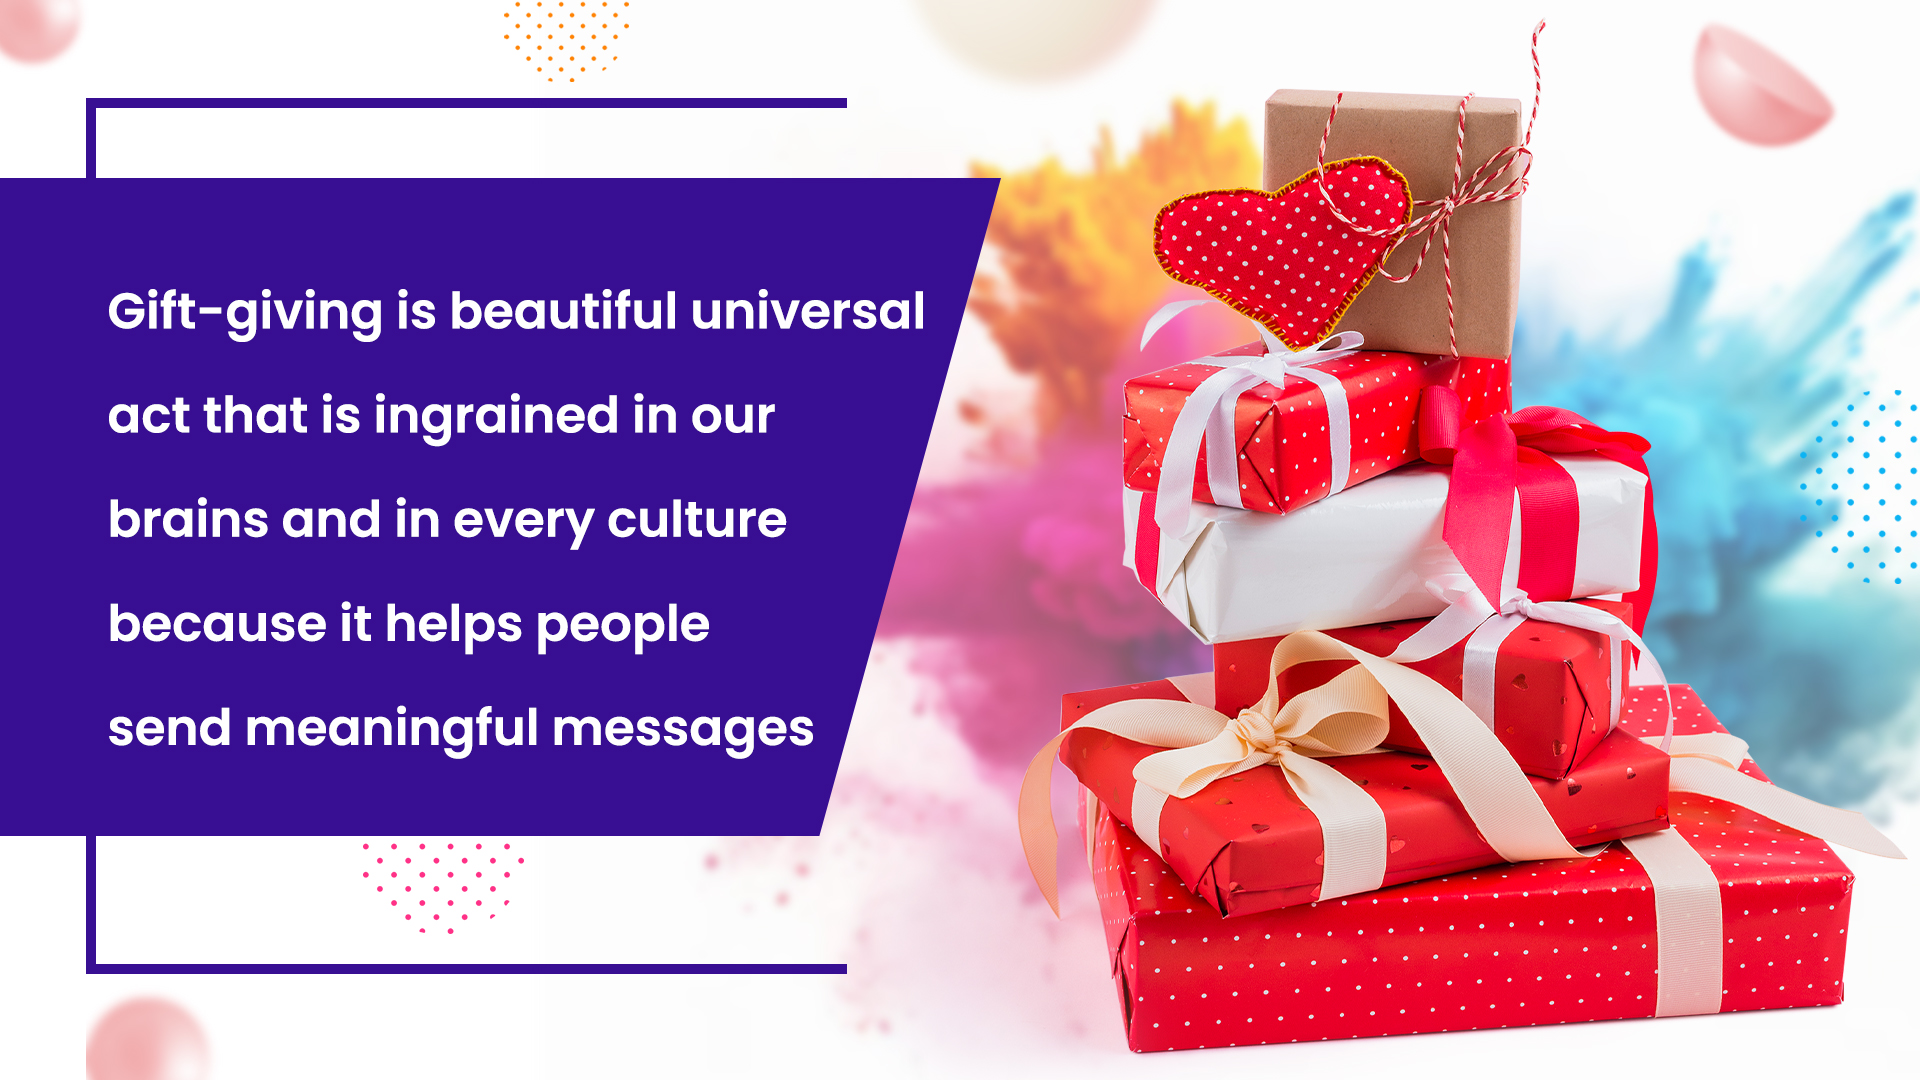 Gift-giving is beautiful universal
act that is ingrained in our
brains and in every culture
because it helps people
send meaningful messages